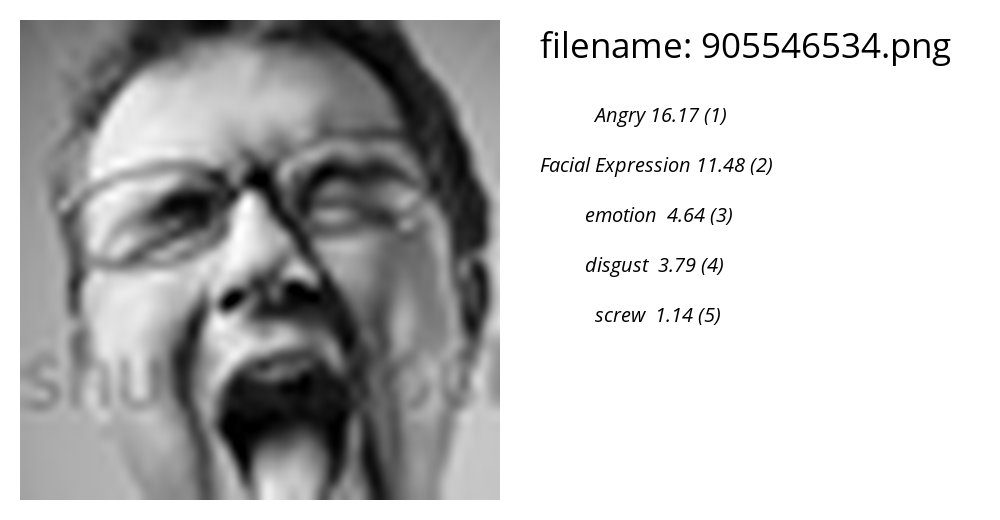 filename: 905546534.png
Angry 16.17 (1)
Facial Expression 11.48 (2)
emotion 4.64 (3)
disgust 3.79 (4)
screw 1.14 (5)
shu